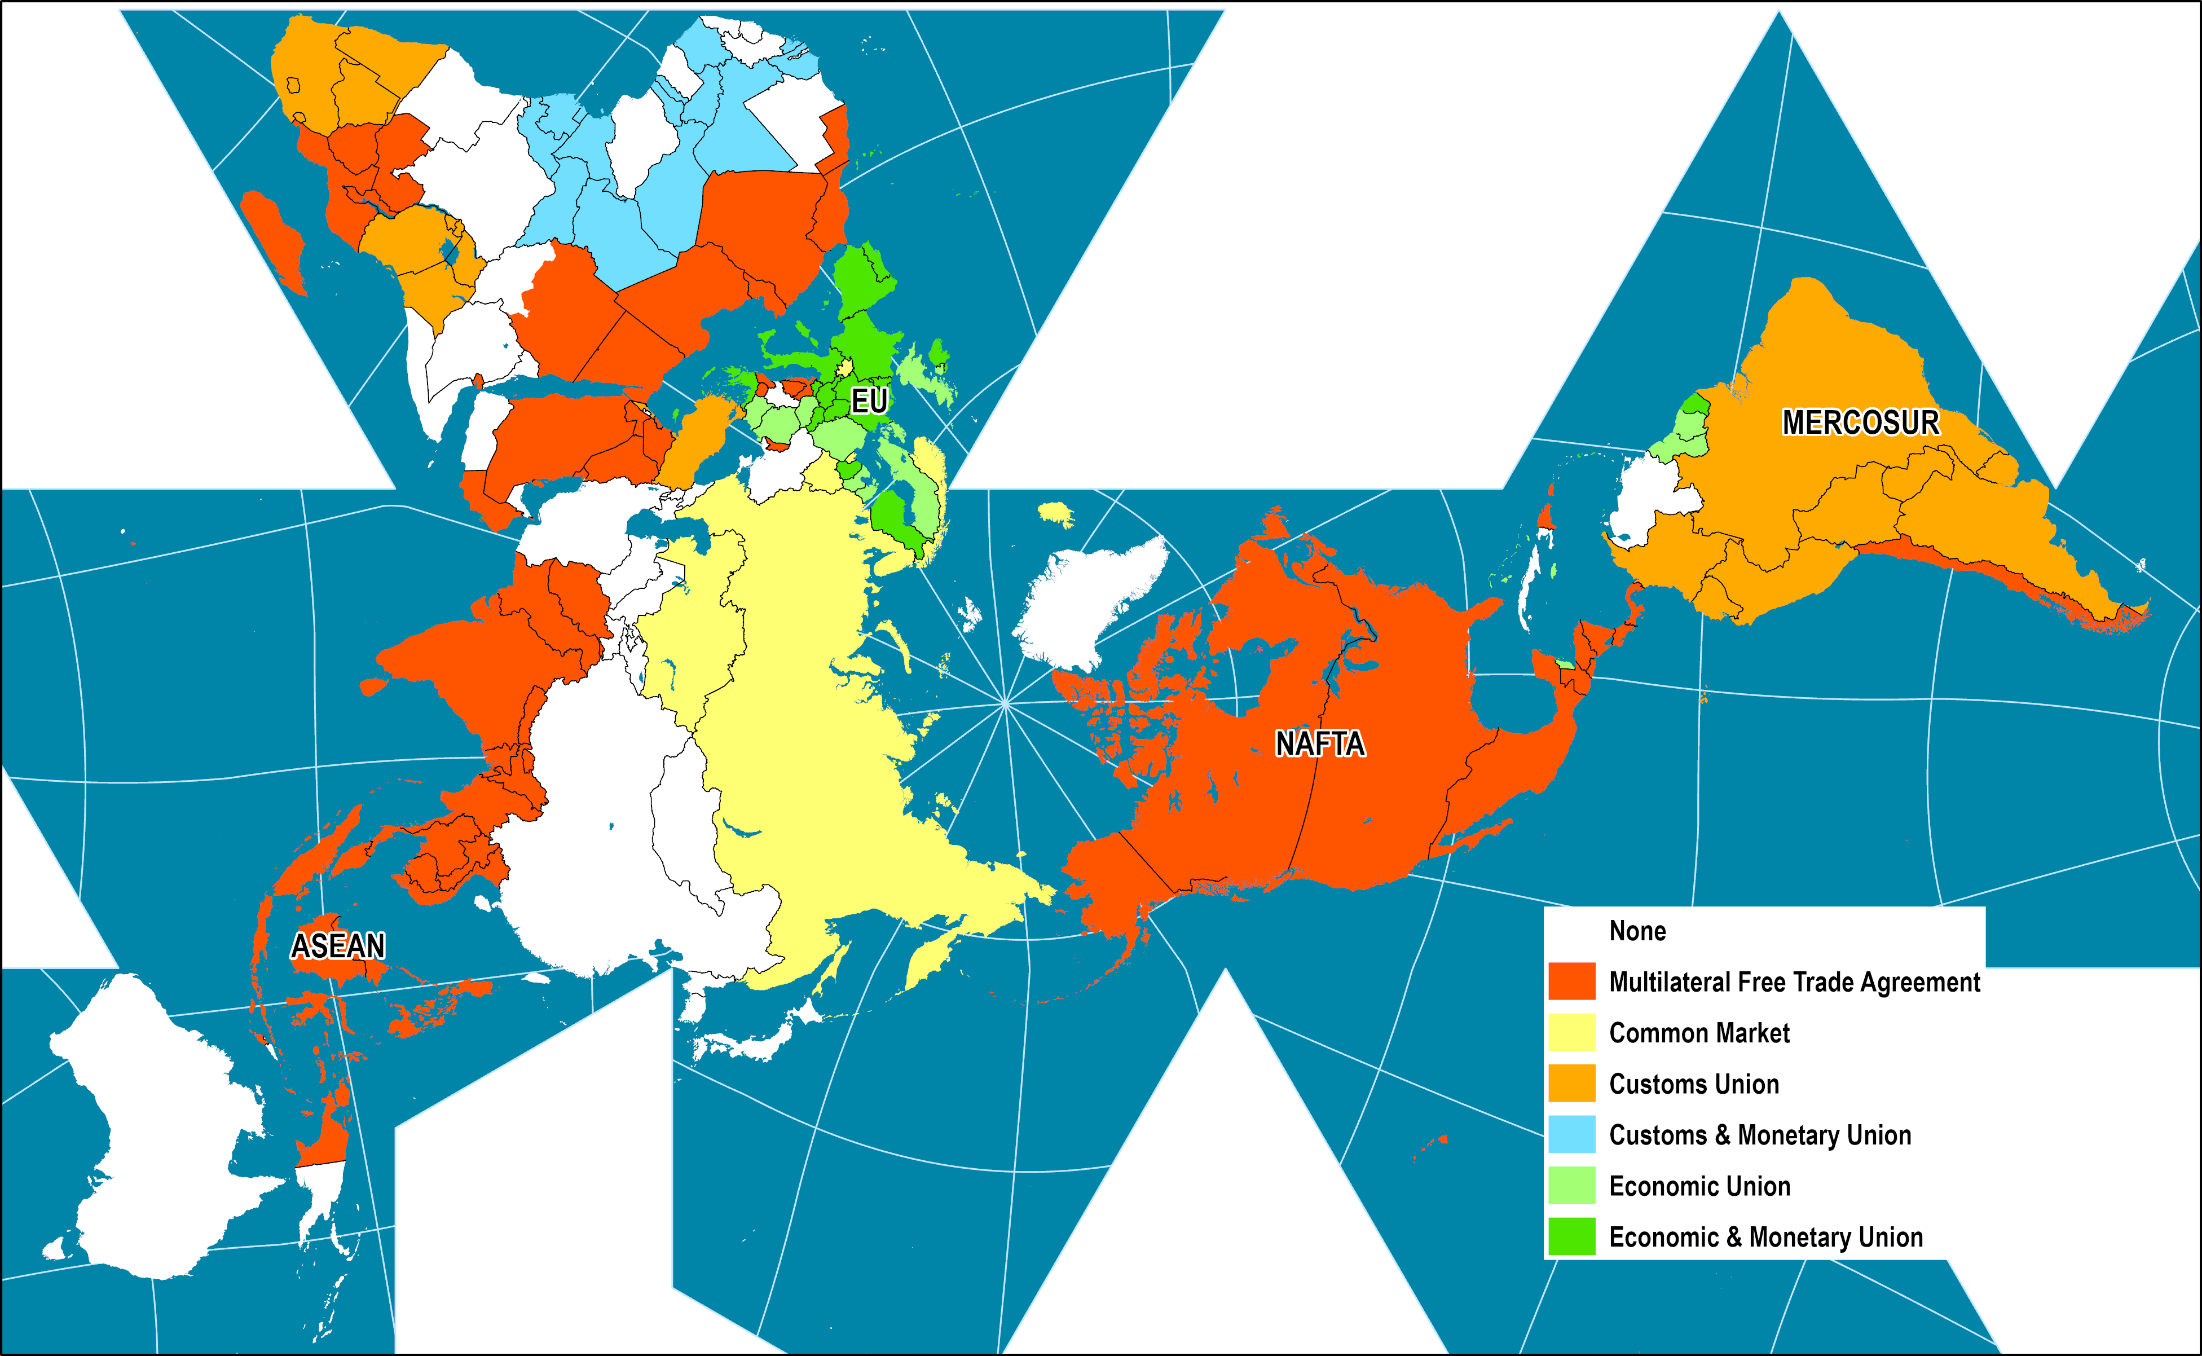 EU
MERCOSUR
NAFTA
ASEAN
None
Multilateral Free Trade Agreement
Common Market
Customs Union
Customs & Monetary Union
Economic Union
Economic & Monetary Union